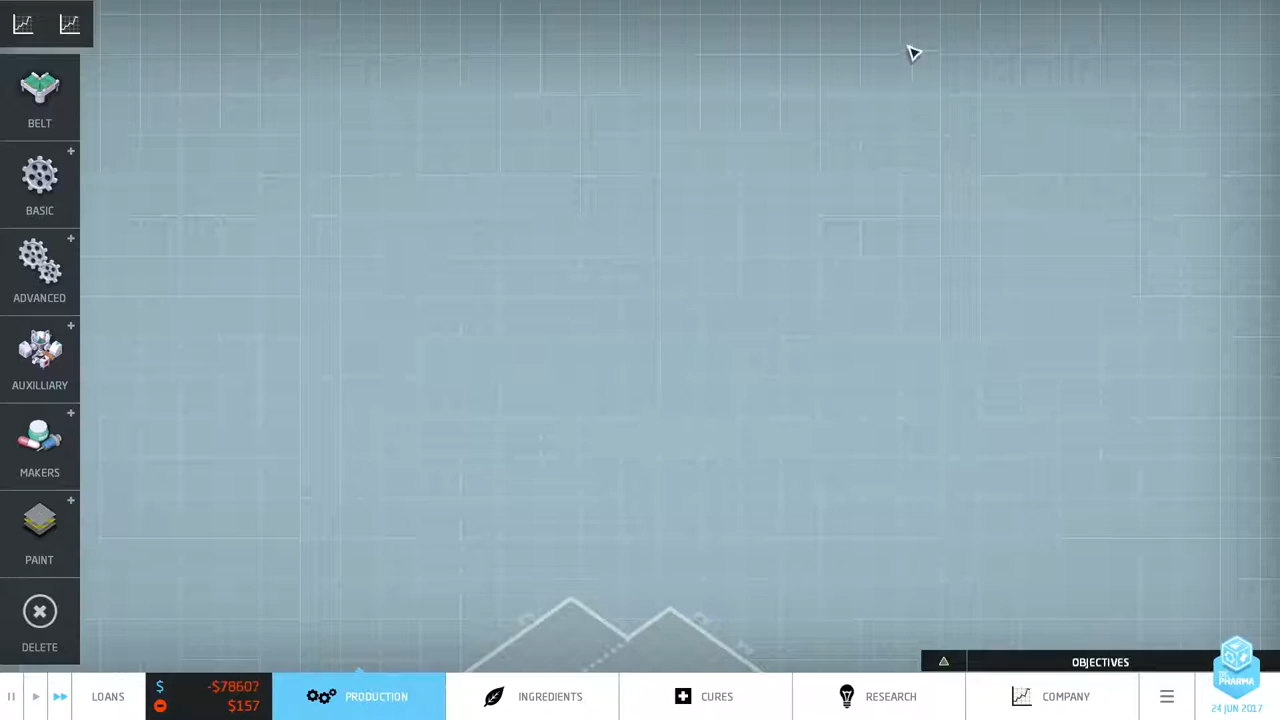 BELT
BASIC
ADVANCED
AUXILLIARY
MAKERS
PAINT
DELETE
OBJECTIVES
LOANS
$ -$78607
$157
PRODUCTION
INGREDIENTS
CURES
RESEARCH
COMPANY
PHARMA
24 JUN 2017